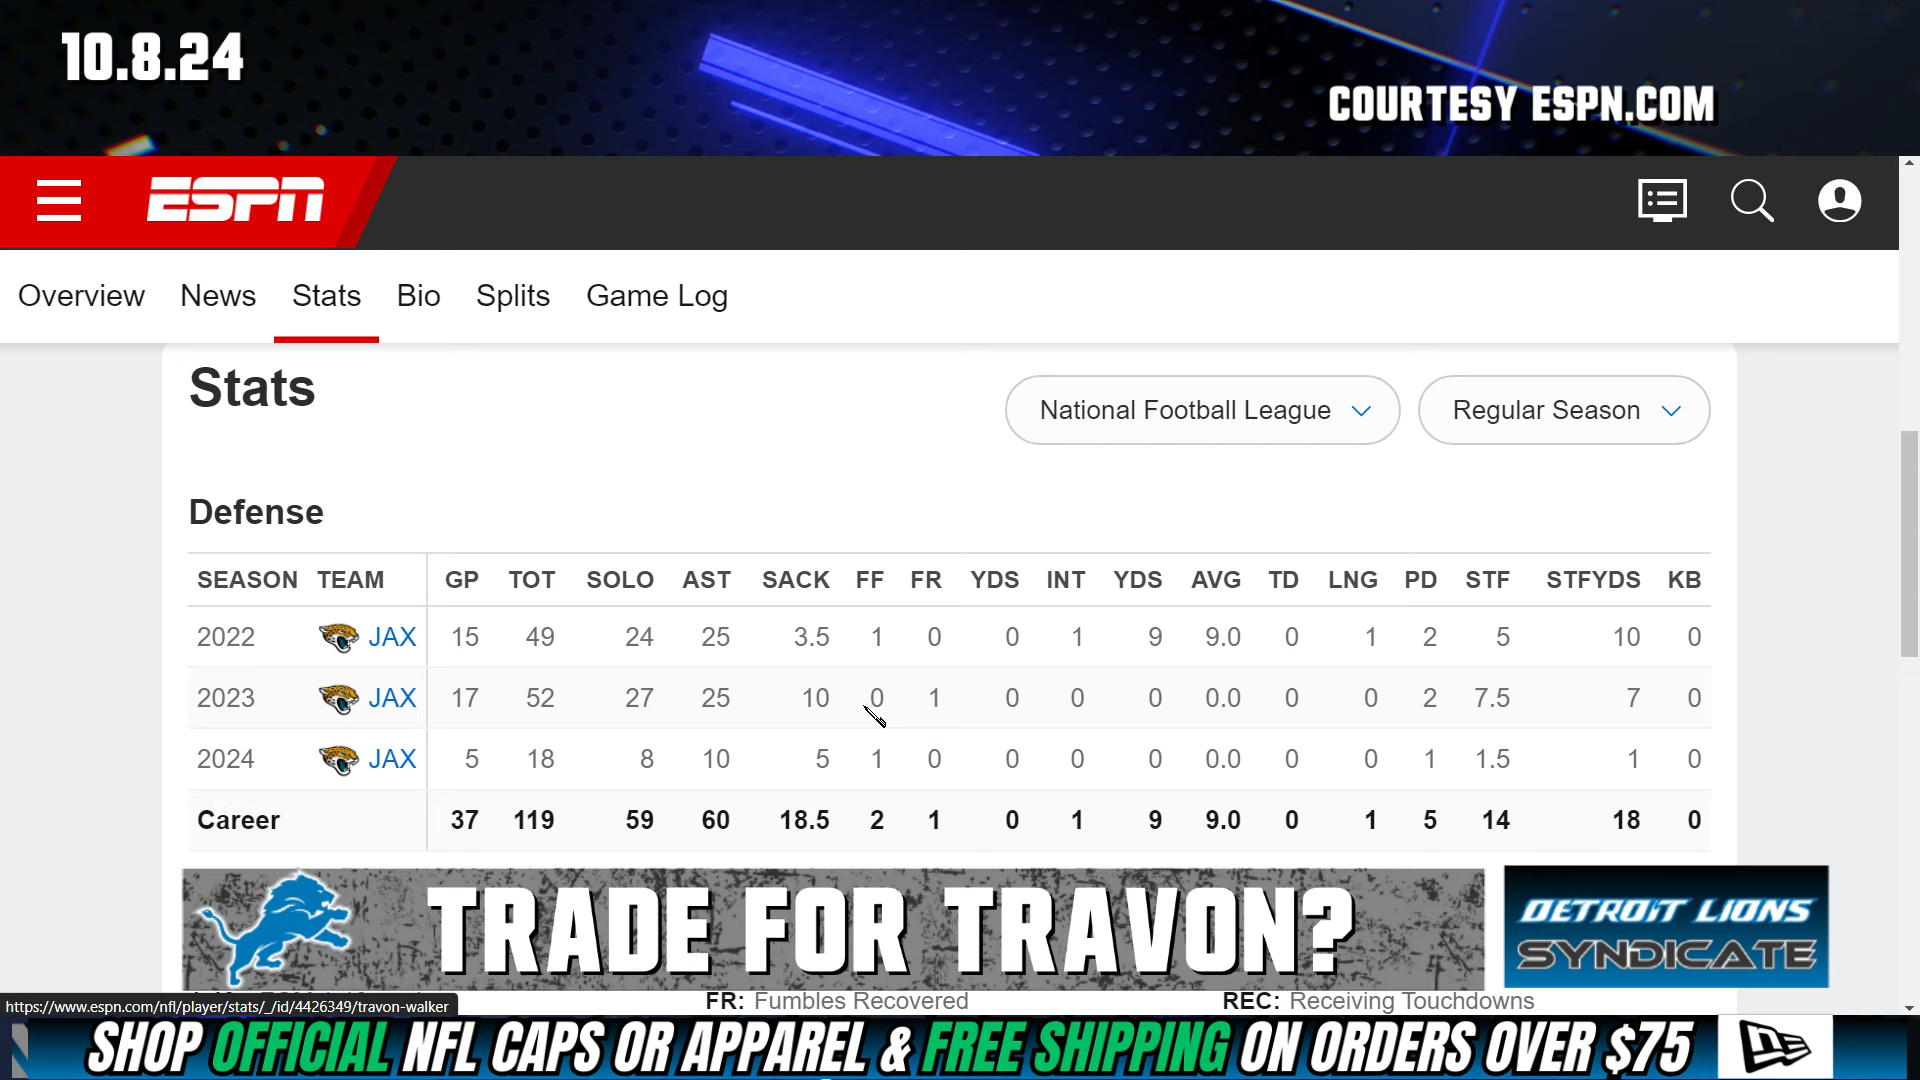 10.8.24
COURTESY ESPN.COM
ESPN
Overview News Stats Bio Splits Game Log
Stats
National Football League Regular Season
Defense
SEASON TEAM GP TOT SOLO AST SACK FF FR YDS INT YDS AVG TD LNG PD STF STFYDS KB
2022 JAX 15 49 24 25 3.5 1 0 0 1 9 9.0 0 1 2 5 10 0
2023 JAX 17 52 27 25 10 0 1 0 0 0 0.0 0 0 2 7.5 7 0
2024 JAX 5 18 8 10 5 1 0 0 0 0 0.0 0 0 1 1.5 1 0
Career 37 119 59 60 18.5 2 1 0 1 9 9.0 0 1 5 14 18 0
TRADE FOR TRAVON?
DETROIT LIONS
SYNDICATE
FR: Fumbles Recovered REC: Receiving Touchdowns
https://www.espn.com/nfl/player/stats/_/id/4426349/travon-walker
SHOP OFFICIAL NFL CAPS OR APPAREL & FREE SHIPPING ON ORDERS OVER $75